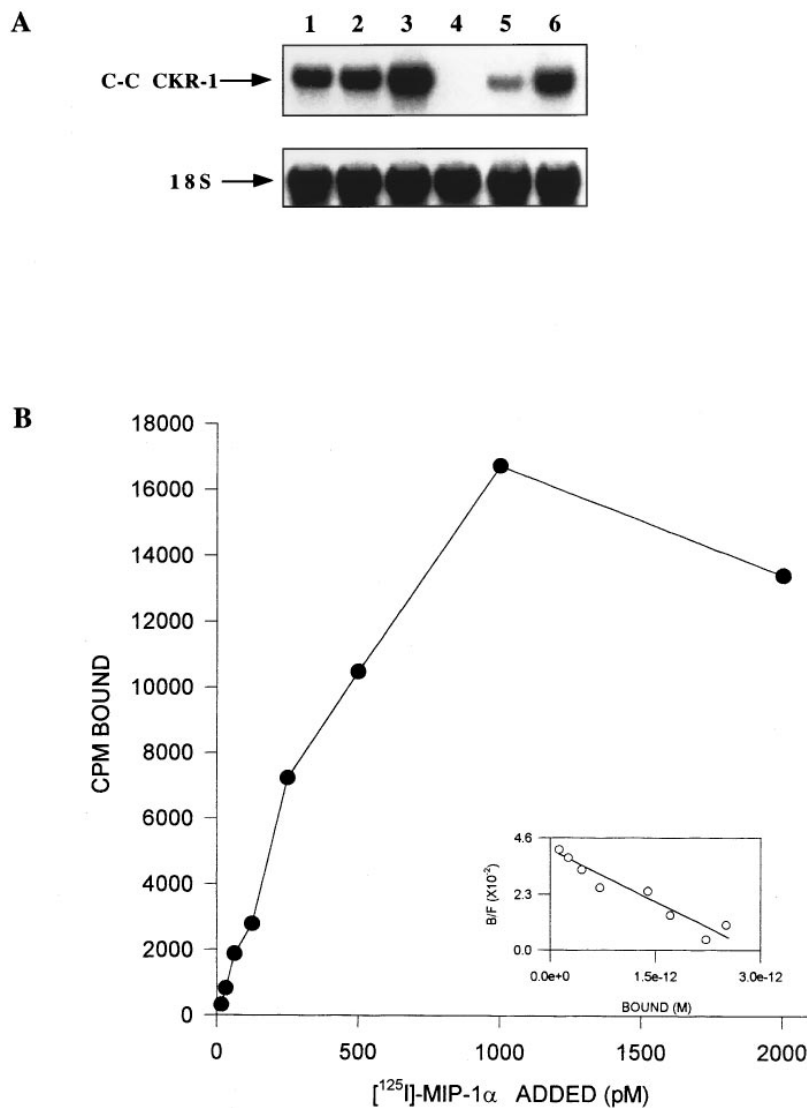 A
1 2 3 4 5 6
C-C CKR-1
18S
B
18000
16000
14000
12000
10000
8000
6000
4000
2000
0
CPM BOUND
0 500 1000 1500 2000
[¹²⁵I]-MIP-1α ADDED (pM)
4.6
2.3
0.0
B/F (X10⁻²)
0.0e+0 1.5e-12 3.0e-12
BOUND (M)